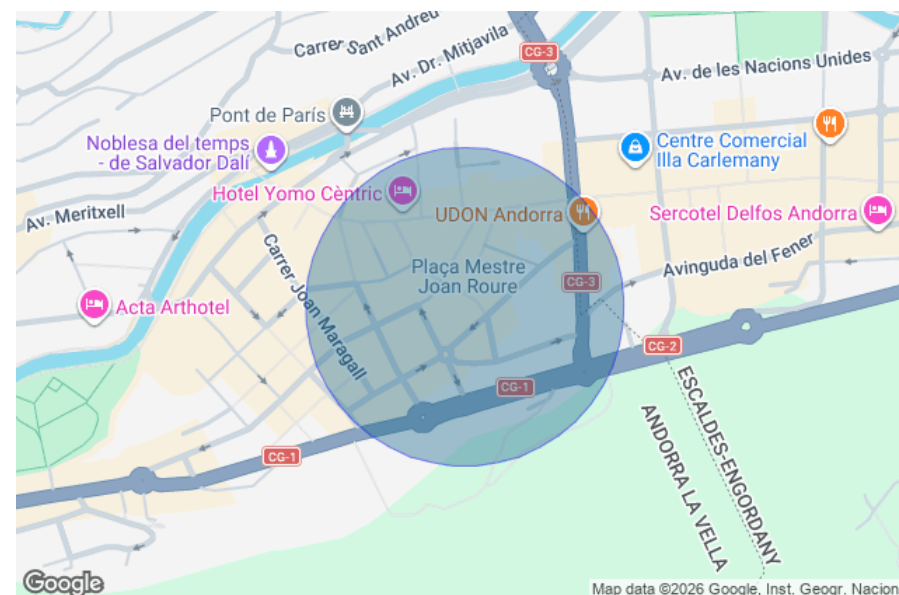 Carrer Sant Andreu
CG-3
Av. Dr. Mitjavila
Av. de les Nacions Unides
Pont de París
Noblesa del temps
- de Salvador Dalí
Centre Comercial
Illa Carlemany
Hotel Yomo Cèntric
UDON Andorra
Sercotel Delfos Andorra
Av. Meritxell
Carrer Joan Maragall
Plaça Mestre
Joan Roure
Avinguda del Fener
CG-3
Acta Arthotel
CG-2
CG-1
ESCALDES-ENGORDANY
ANDORRA LA VELLA
CG-1
Google
Map data ©2026 Google, Inst. Geogr. Nacion